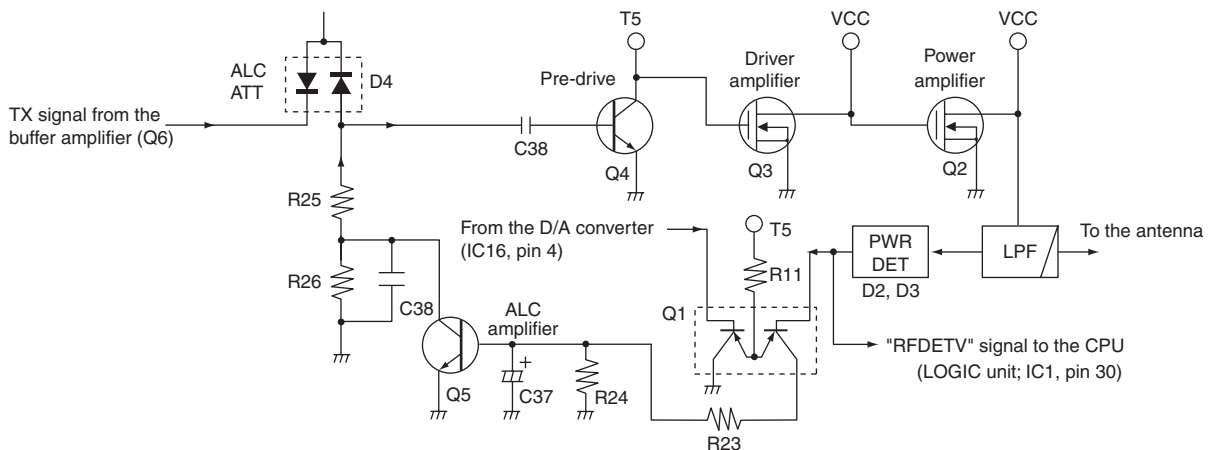 T5
VCC
VCC
ALC
ATT
D4
Pre-drive
Driver
amplifier
Power
amplifier
TX signal from the
buffer amplifier (Q6)
C38
Q4
Q3
Q2
R25
From the D/A converter
(IC16, pin 4)
T5
PWR
DET
LPF
To the antenna
R26
C38
R11
D2, D3
ALC
amplifier
Q1
"RFDETV" signal to the CPU
(LOGIC unit; IC1, pin 30)
+
Q5
C37
R24
R23